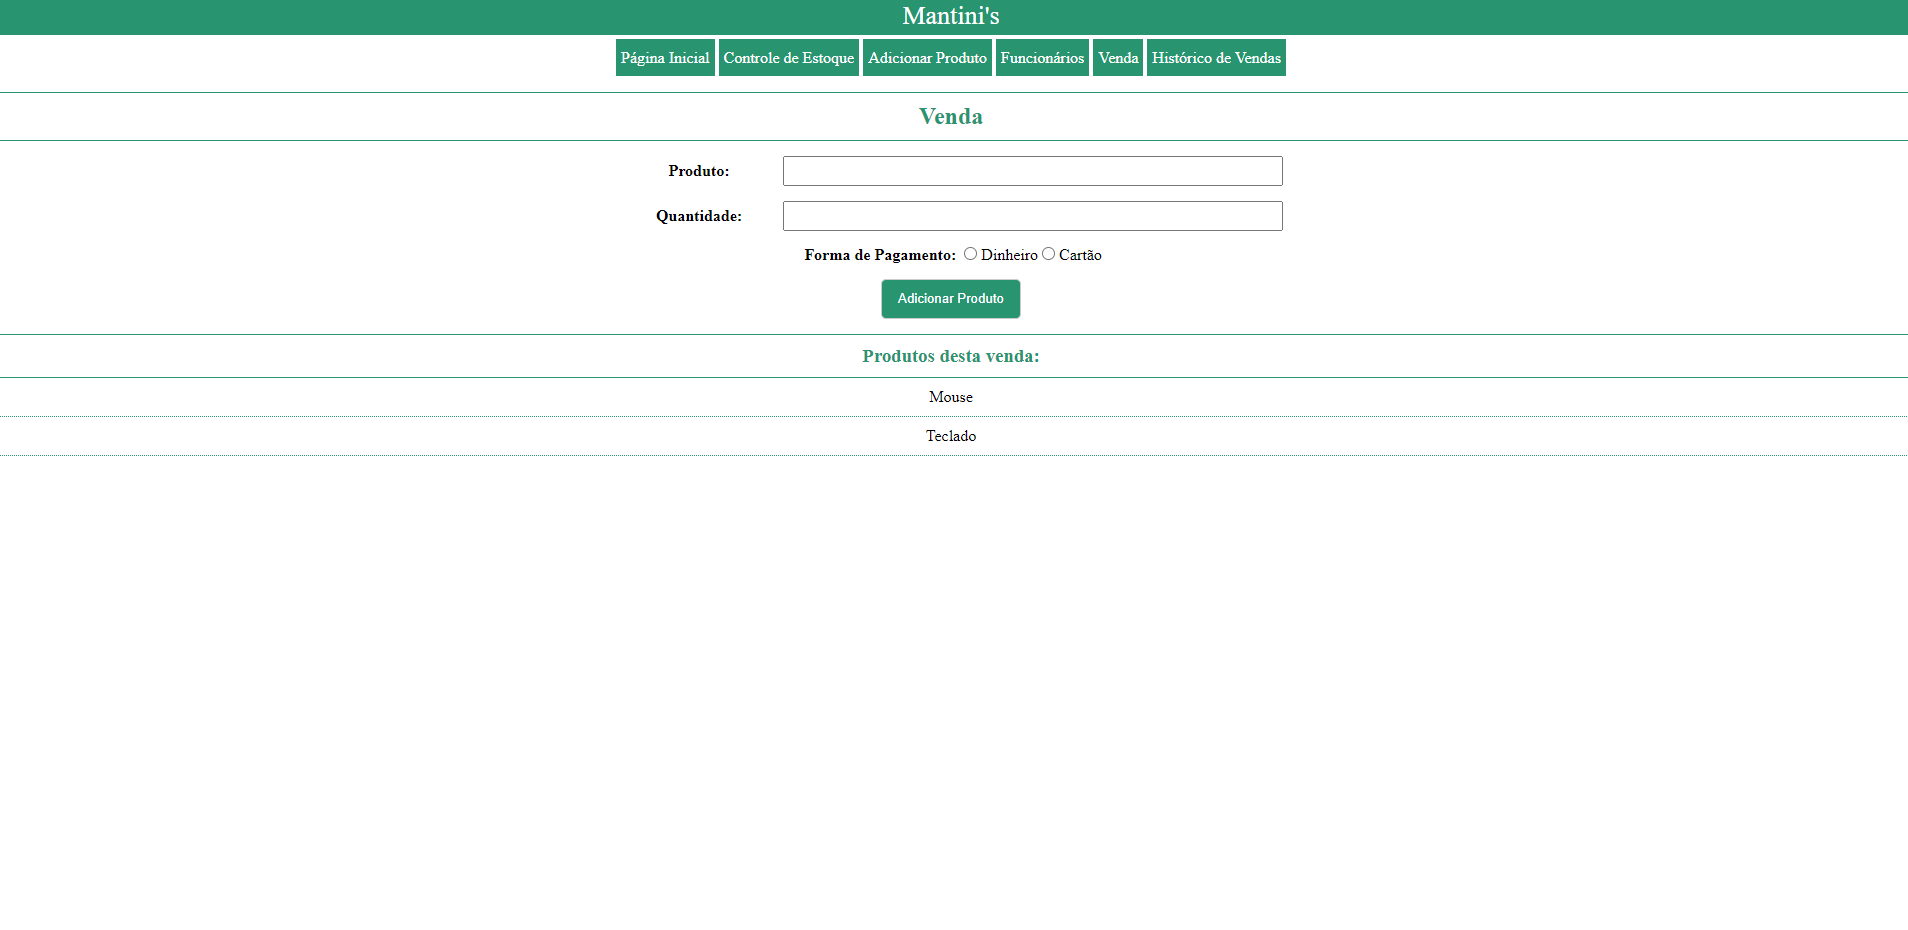 Mantini's
Página Inicial Controle de Estoque Adicionar Produto Funcionários Venda Histórico de Vendas
Venda
Produto:
Quantidade:
Forma de Pagamento: Dinheiro Cartão
Adicionar Produto
Produtos desta venda:
Mouse
Teclado